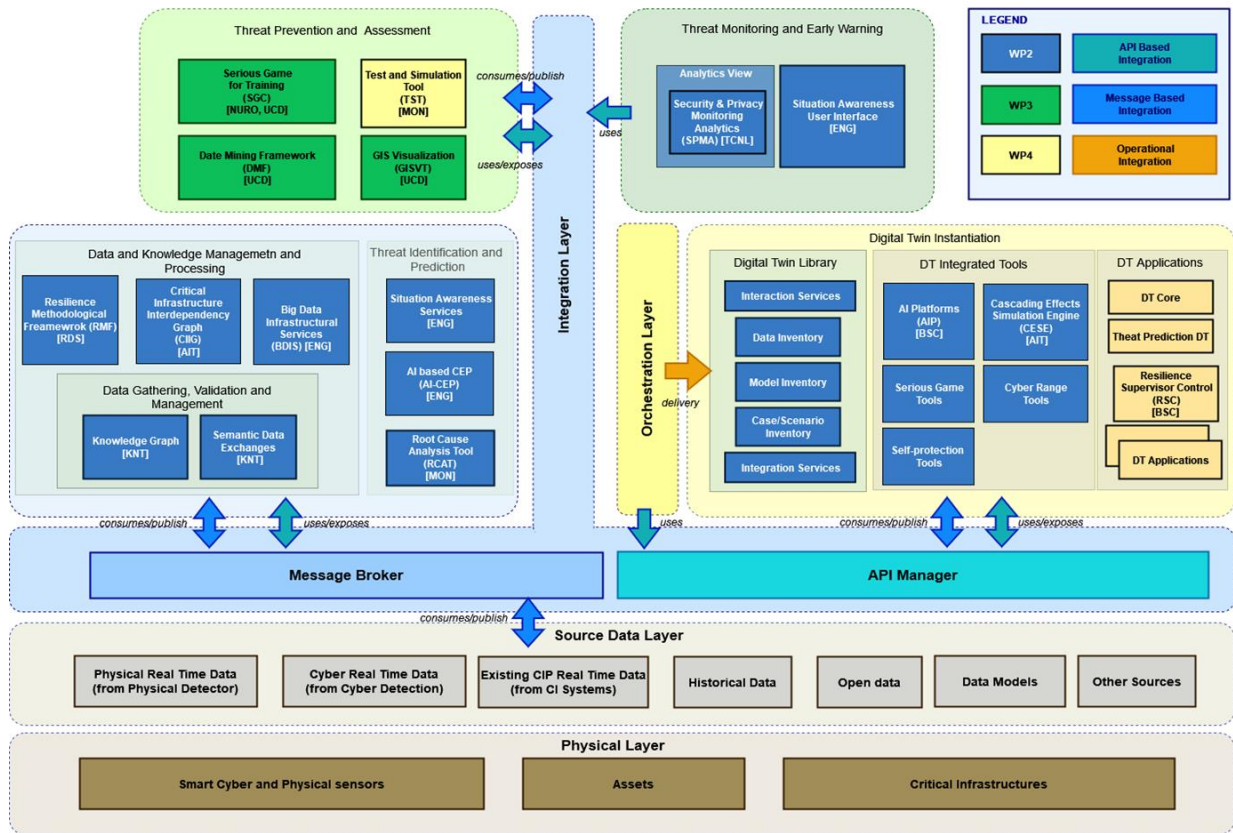 Threat Prevention and Assessment
Serious Game
for Training
(SGC)
[NURO, UCD]
Test and Simulation
Tool
(TST)
[MON]
Date Mining Framework
(DMF)
[UCD]
GIS Visualization
(GISVT)
[UCD]
consumes/publish
uses/exposes
Integration Layer
uses
Threat Monitoring and Early Warning
Analytics View
Security & Privacy
Monitoring
Analytics
(SPMA) [TCNL]
Situation Awareness
User Interface
[ENG]
LEGEND
WP2
API Based
Integration
WP3
Message Based
Integration
WP4
Operational
Integration
Data and Knowledge Managemetn and
Processing
Resilience
Methodological
Freamewrok (RMF)
[RDS]
Critical
Infrastructure
Interdependency
Graph
(CIIG)
[AIT]
Big Data
Infrastructural
Services
(BDIS) [ENG]
Data Gathering, Validation and
Management
Knowledge Graph
[KNT]
Semantic Data
Exchanges
[KNT]
Threat Identification and
Prediction
Situation Awareness
Services
[ENG]
AI based CEP
(AI-CEP)
[ENG]
Root Cause
Analysis Tool
(RCAT)
[MON]
Orchestration Layer
delivery
Digital Twin Instantiation
Digital Twin Library
Interaction Services
Data Inventory
Model Inventory
Case/Scenario
Inventory
Integration Services
DT Integrated Tools
AI Platforms
(AIP)
[BSC]
Cascading Effects
Simulation Engine
(CESE)
[AIT]
Serious Game
Tools
Cyber Range
Tools
Self-protection
Tools
DT Applications
DT Core
Theat Prediction DT
Resilience
Supervisor Control
(RSC)
[BSC]
DT Applications
consumes/publish
uses/exposes
uses
consumes/publish
uses/exposes
Message Broker
API Manager
consumes/publish
Source Data Layer
Physical Real Time Data
(from Physical Detector)
Cyber Real Time Data
(from Cyber Detection)
Existing CIP Real Time Data
(from CI Systems)
Historical Data
Open data
Data Models
Other Sources
Physical Layer
Smart Cyber and Physical sensors
Assets
Critical Infrastructures